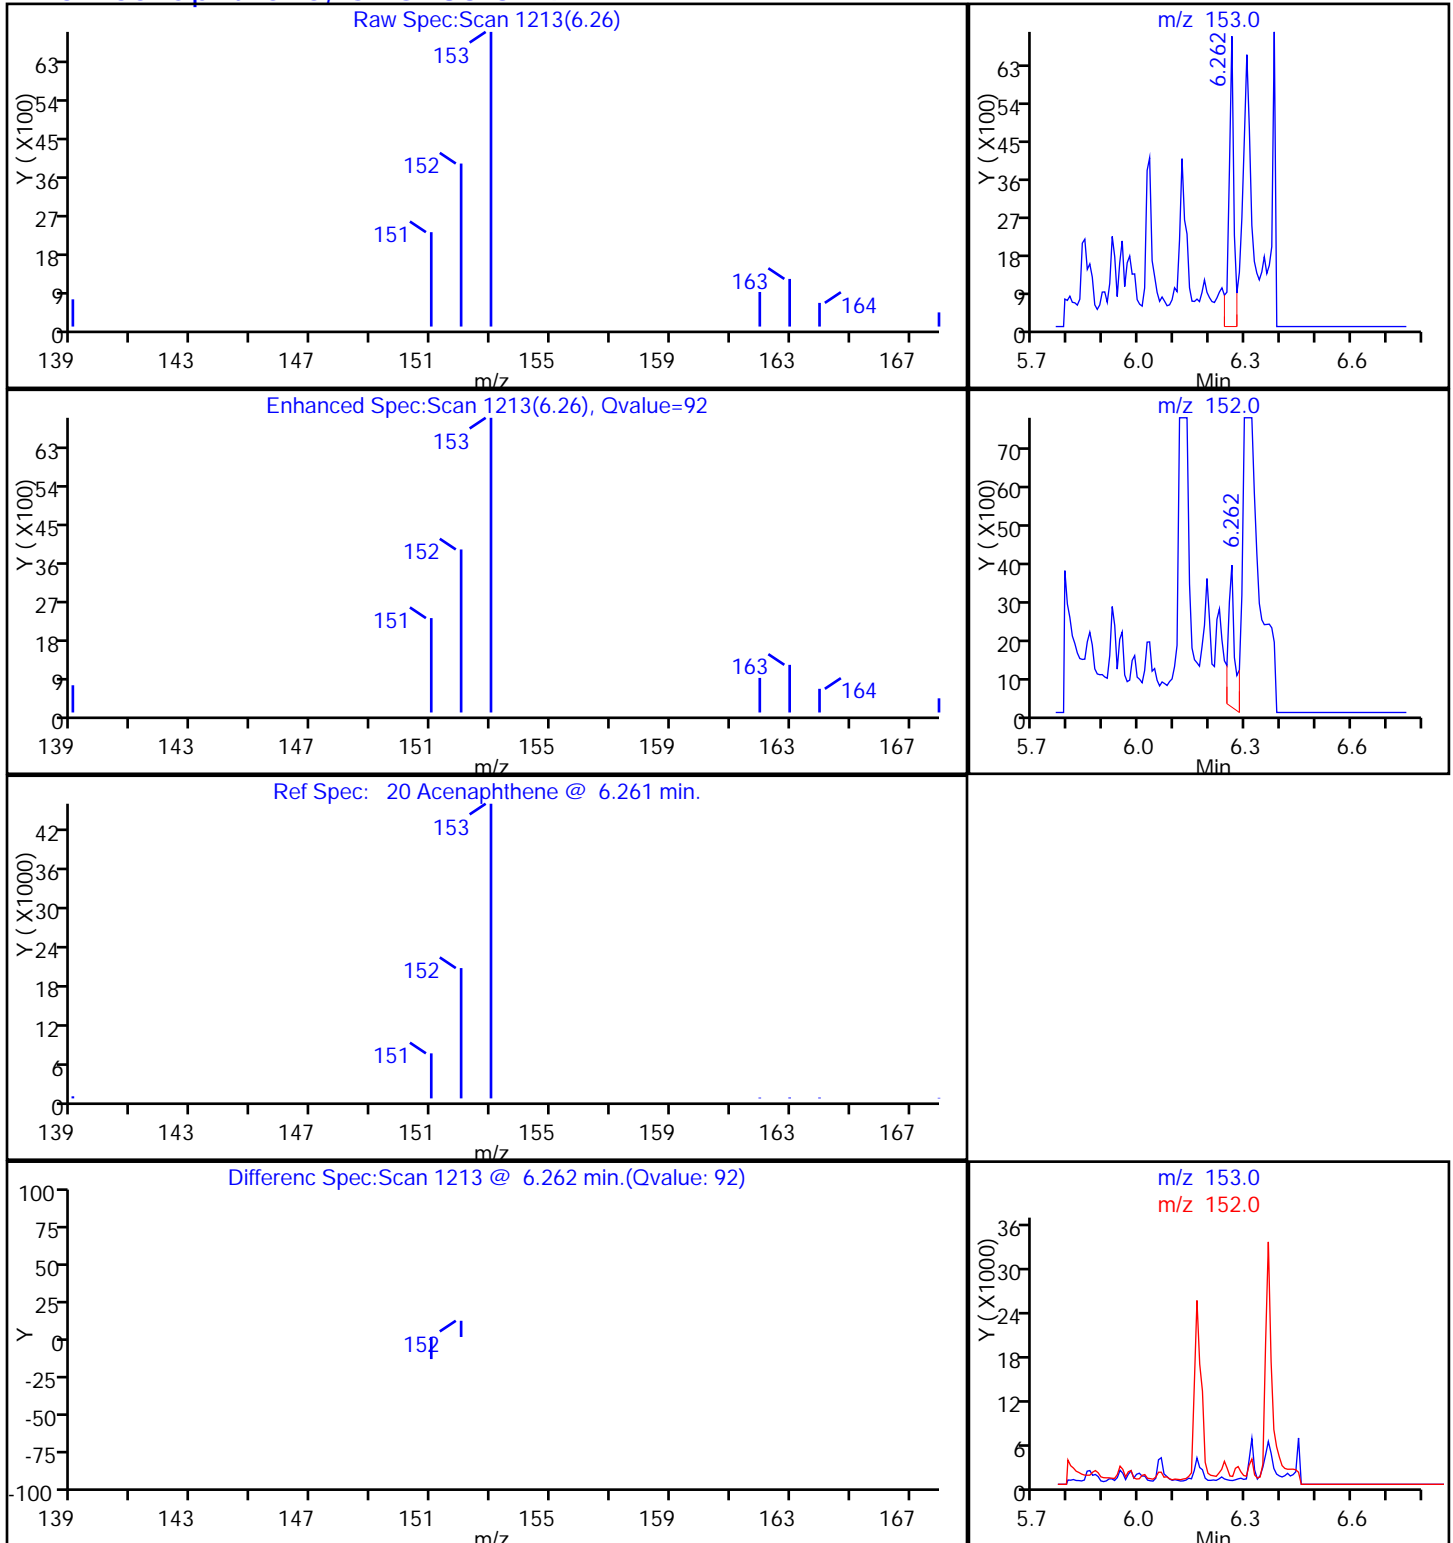 Raw Spec:Scan 1213(6.26)
153
152
151
163
164
63
54
45
36
27
18
9
0
Y ( X100)
139 143 147 151 155 159 163 167
m/z
m/z 153.0
6.262
63
54
45
36
27
18
9
0
Y ( X100)
5.7 6.0 6.3 6.6
Min
Enhanced Spec:Scan 1213(6.26), Qvalue=92
153
152
151
163
164
63
54
45
36
27
18
9
0
Y ( X100)
139 143 147 151 155 159 163 167
m/z
m/z 152.0
6.262
70
60
50
40
30
20
10
0
Y ( X100)
5.7 6.0 6.3 6.6
Min
Ref Spec: 20 Acenaphthene @ 6.261 min.
153
152
151
42
36
30
24
18
12
6
0
Y ( X1000)
139 143 147 151 155 159 163 167
m/z
Differenc Spec:Scan 1213 @ 6.262 min.(Qvalue: 92)
152
100
75
50
25
0
-25
-50
-75
-100
Y
139 143 147 151 155 159 163 167
m/z
m/z 153.0
m/z 152.0
36
30
24
18
12
6
0
Y ( X1000)
5.7 6.0 6.3 6.6
Min